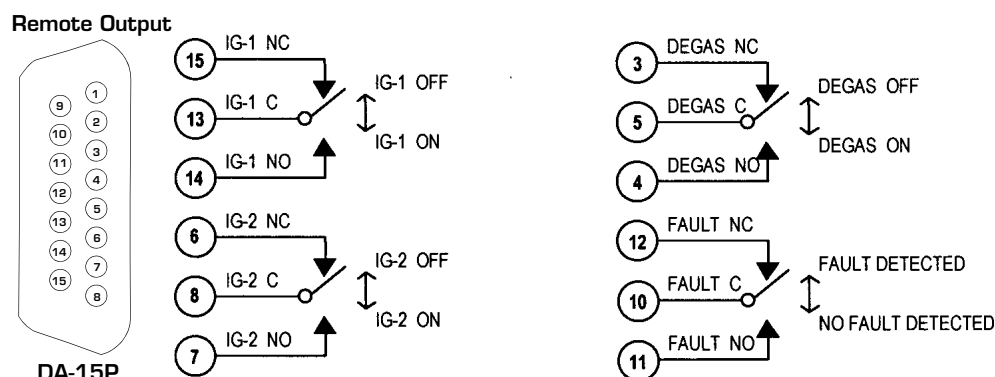 Remote Output
1
2
3
4
5
6
7
8
9
10
11
12
13
14
15
DA-15P
15 IG-1 NC
13 IG-1 C
14 IG-1 NO
IG-1 OFF
IG-1 ON
6 IG-2 NC
8 IG-2 C
7 IG-2 NO
IG-2 OFF
IG-2 ON
3 DEGAS NC
5 DEGAS C
4 DEGAS NO
DEGAS OFF
DEGAS ON
12 FAULT NC
10 FAULT C
11 FAULT NO
FAULT DETECTED
NO FAULT DETECTED